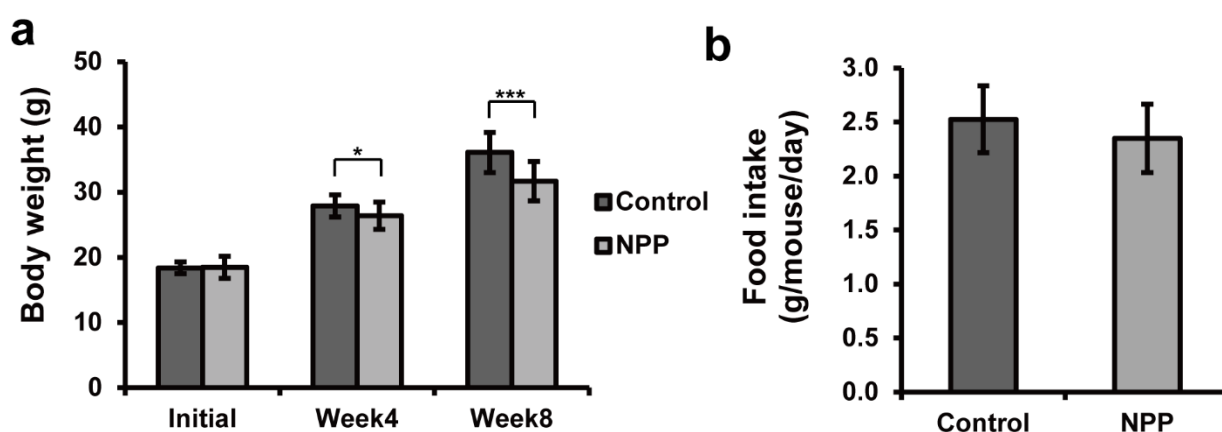 a
Body weight (g)
50
40
30
20
10
0
*
***
Initial
Week4
Week8
Control
NPP
b
Food intake
(g/mouse/day)
3.0
2.5
2.0
1.5
1.0
0.5
0.0
Control
NPP